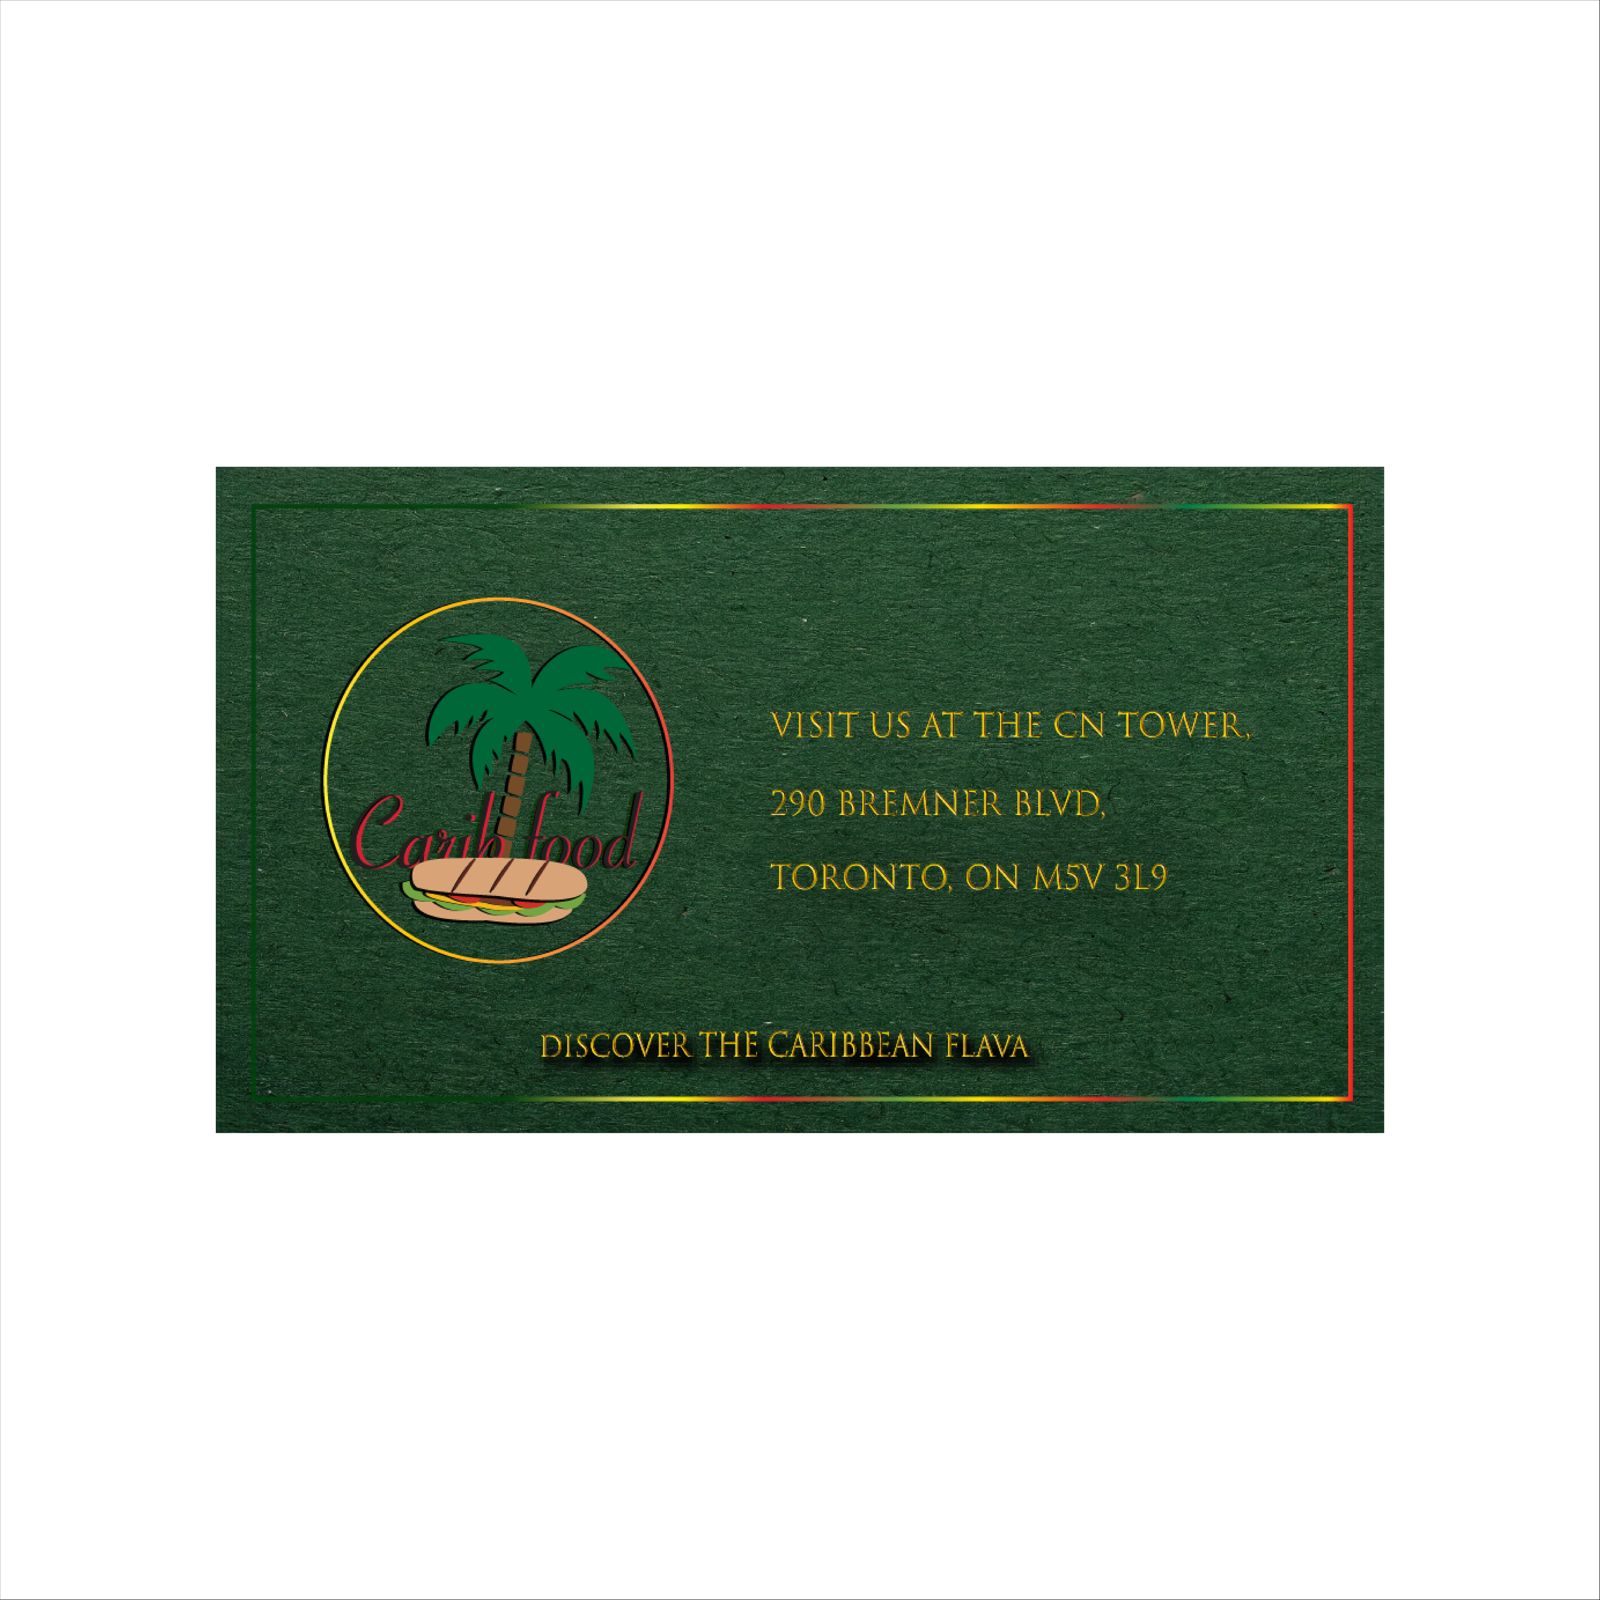 Carib food
VISIT US AT THE CN TOWER,
290 BREMNER BLVD,
TORONTO, ON M5V 3L9
DISCOVER THE CARIBBEAN FLAVA